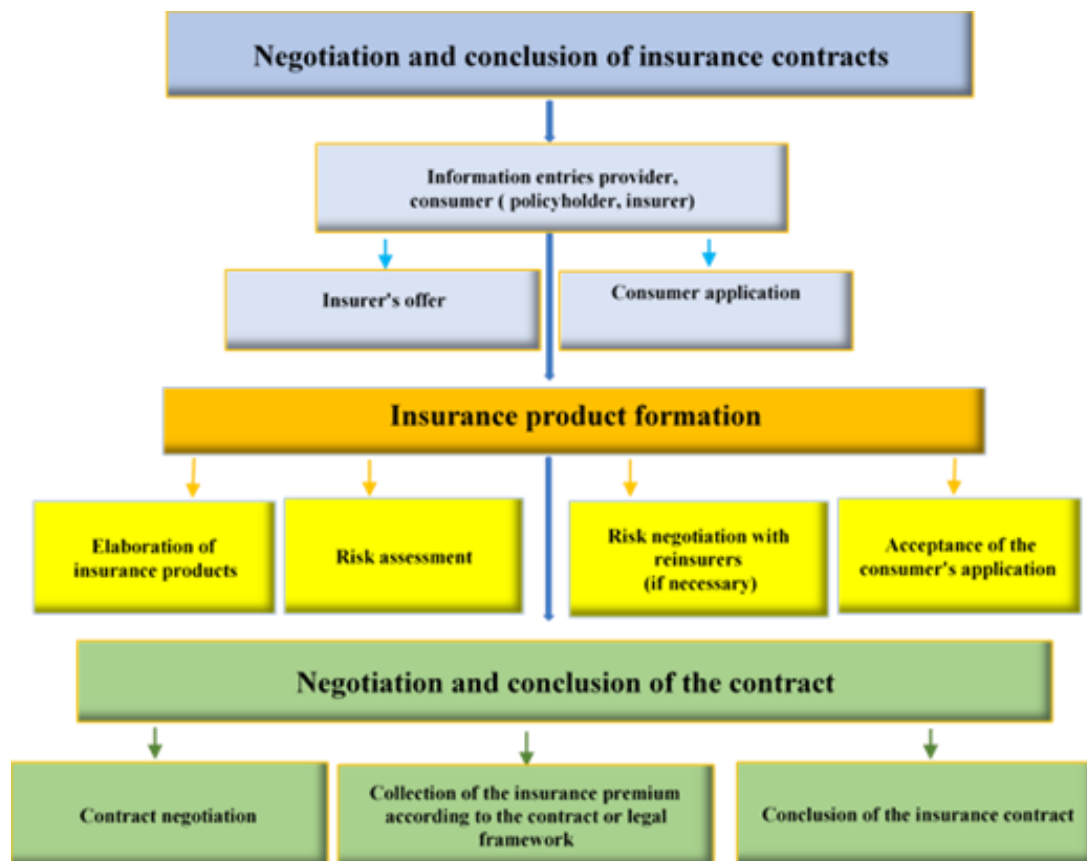 Negotiation and conclusion of insurance contracts
Information entries provider,
consumer ( policyholder, insurer)
Insurer's offer
Consumer application
Insurance product formation
Elaboration of
insurance products
Risk assessment
Risk negotiation with
reinsurers
(if necessary)
Acceptance of the
consumer's application
Negotiation and conclusion of the contract
Contract negotiation
Collection of the insurance premium
according to the contract or legal
framework
Conclusion of the insurance contract